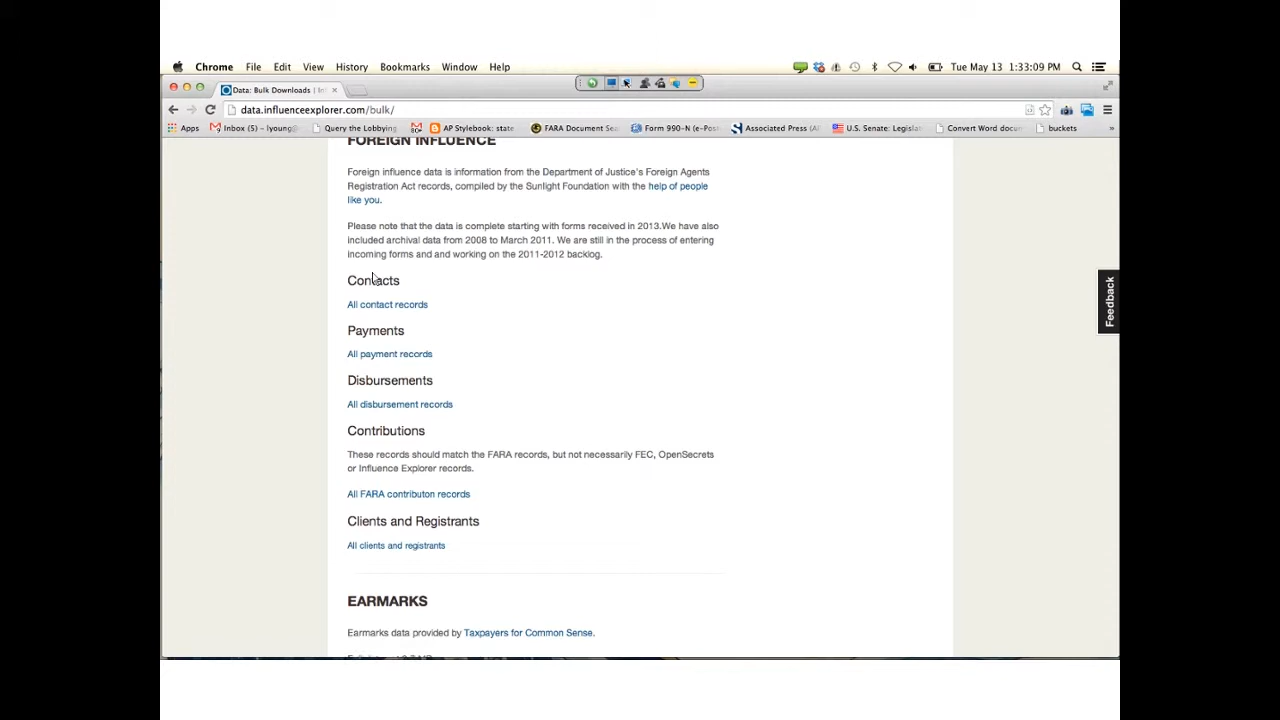 Chrome File Edit View History Bookmarks Window Help Tue May 13 1:33:09 PM
Data: Bulk Downloads
data.influenceexplorer.com/bulk/
Apps Inbox (5) – lyoung@ Query the Lobbying AP Stylebook: state FARA Document Sea Form 990-N (e-Post Associated Press (A U.S. Senate: Legisla Convert Word docu buckets »
FOREIGN INFLUENCE
Foreign influence data is information from the Department of Justice's Foreign Agents
Registration Act records, compiled by the Sunlight Foundation with the help of people
like you.
Please note that the data is complete starting with forms received in 2013.We have also
included archival data from 2008 to March 2011. We are still in the process of entering
incoming forms and and working on the 2011-2012 backlog.
Contacts
All contact records
Payments
All payment records
Disbursements
All disbursement records
Contributions
These records should match the FARA records, but not necessarily FEC, OpenSecrets
or Influence Explorer records.
All FARA contributon records
Clients and Registrants
All clients and registrants
EARMARKS
Earmarks data provided by Taxpayers for Common Sense.
Feedback